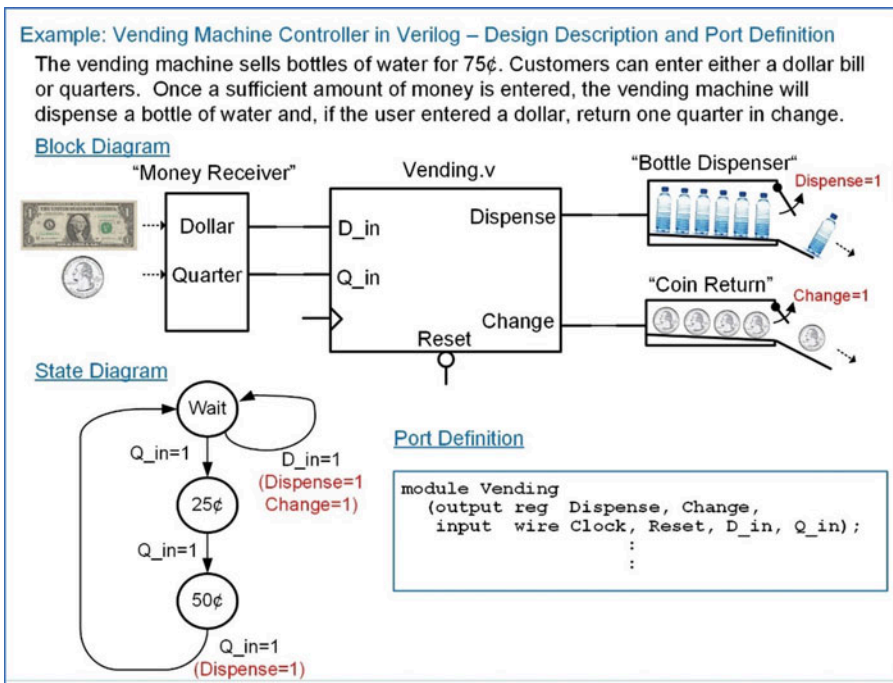 Example: Vending Machine Controller in Verilog – Design Description and Port Definition
The vending machine sells bottles of water for 75¢. Customers can enter either a dollar bill
or quarters. Once a sufficient amount of money is entered, the vending machine will
dispense a bottle of water and, if the user entered a dollar, return one quarter in change.
Block Diagram
"Money Receiver"
Vending.v
"Bottle Dispenser"
Dispense=1
Dollar
D_in
Dispense
Quarter
Q_in
"Coin Return"
Change=1
Change
Reset
State Diagram
Wait
Q_in=1
D_in=1
(Dispense=1
Change=1)
25¢
Q_in=1
50¢
Q_in=1
(Dispense=1)
Port Definition
module Vending
(output reg Dispense, Change,
input wire Clock, Reset, D_in, Q_in);
:
: